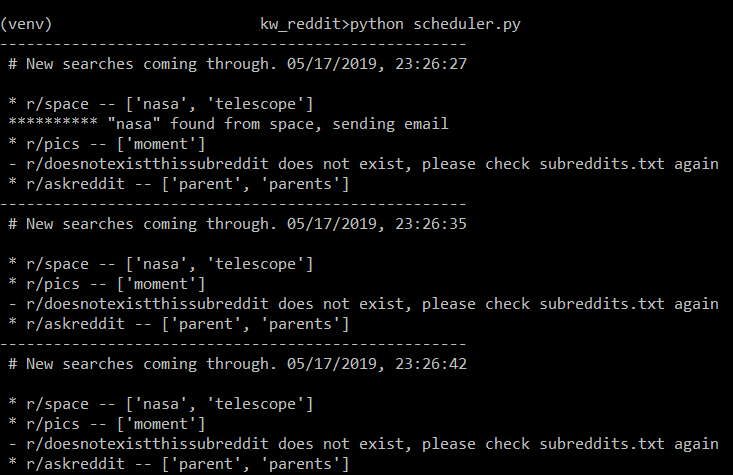 (venv) kw_reddit>python scheduler.py
----------------------------------------------------
# New searches coming through. 05/17/2019, 23:26:27
* r/space -- ['nasa', 'telescope']
********** "nasa" found from space, sending email
* r/pics -- ['moment']
- r/doesnotexistthissubreddit does not exist, please check subreddits.txt again
* r/askreddit -- ['parent', 'parents']
----------------------------------------------------
# New searches coming through. 05/17/2019, 23:26:35
* r/space -- ['nasa', 'telescope']
* r/pics -- ['moment']
- r/doesnotexistthissubreddit does not exist, please check subreddits.txt again
* r/askreddit -- ['parent', 'parents']
----------------------------------------------------
# New searches coming through. 05/17/2019, 23:26:42
* r/space -- ['nasa', 'telescope']
* r/pics -- ['moment']
- r/doesnotexistthissubreddit does not exist, please check subreddits.txt again
* r/askreddit -- ['parent', 'parents']